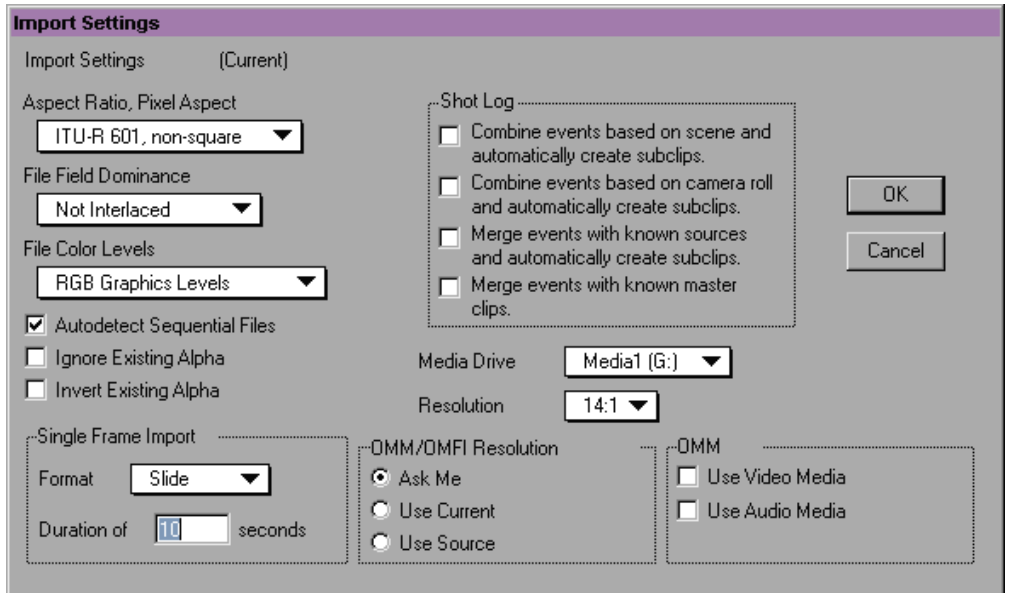 Import Settings
Import Settings (Current)
Aspect Ratio, Pixel Aspect
ITU-R 601, non-square
File Field Dominance
Not Interlaced
File Color Levels
RGB Graphics Levels
Autodetect Sequential Files
Ignore Existing Alpha
Invert Existing Alpha
Shot Log
Combine events based on scene and
automatically create subclips.
Combine events based on camera roll
and automatically create subclips.
Merge events with known sources
and automatically create subclips.
Merge events with known master
clips.
OK
Cancel
Media Drive Media1 (G:)
Resolution 14:1
Single Frame Import
Format Slide
Duration of 10 seconds
OMM/OMFI Resolution
Ask Me
Use Current
Use Source
OMM
Use Video Media
Use Audio Media